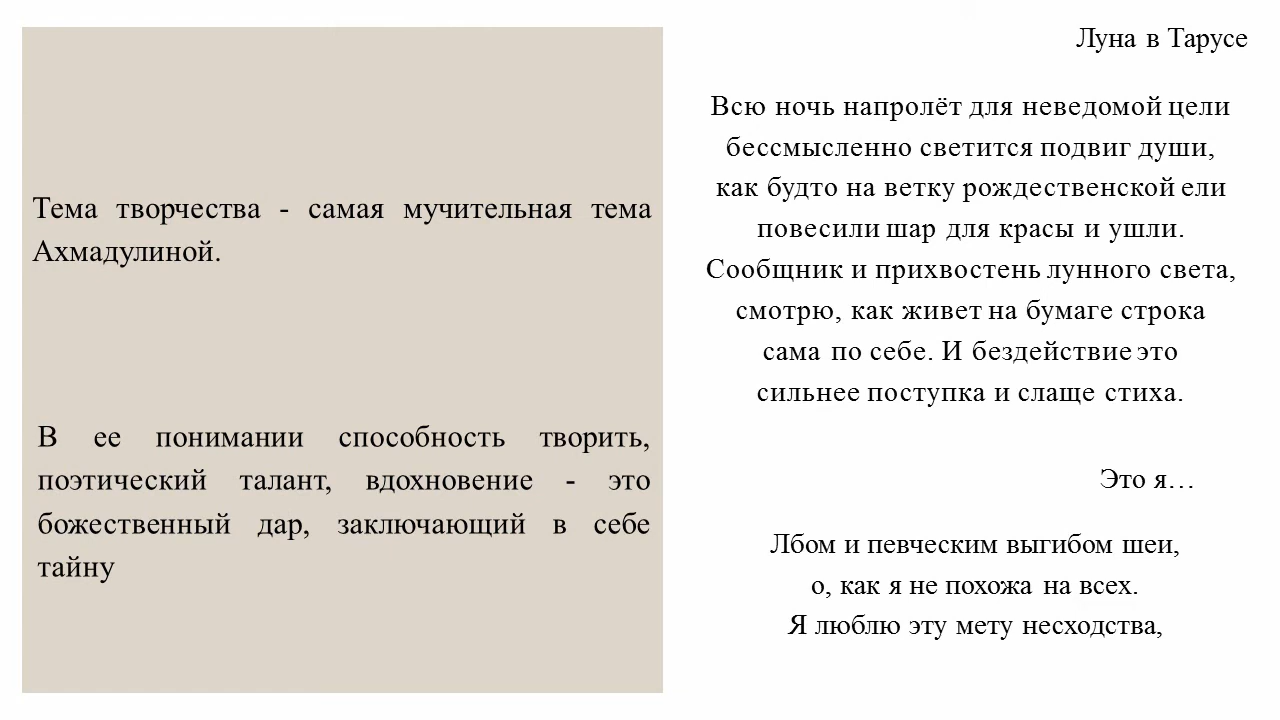 Тема творчества - самая мучительная тема
Ахмадулиной.
В ее понимании способность творить,
поэтический талант, вдохновение - это
божественный дар, заключающий в себе
тайну
Луна в Тарусе
Всю ночь напролёт для неведомой цели
бессмысленно светится подвиг души,
как будто на ветку рождественской ели
повесили шар для красы и ушли.
Сообщник и прихвостень лунного света,
смотрю, как живет на бумаге строка
сама по себе. И бездействие это
сильнее поступка и слаще стиха.
Это я…
Лбом и певческим выгибом шеи,
о, как я не похожа на всех.
Я люблю эту мету несходства,